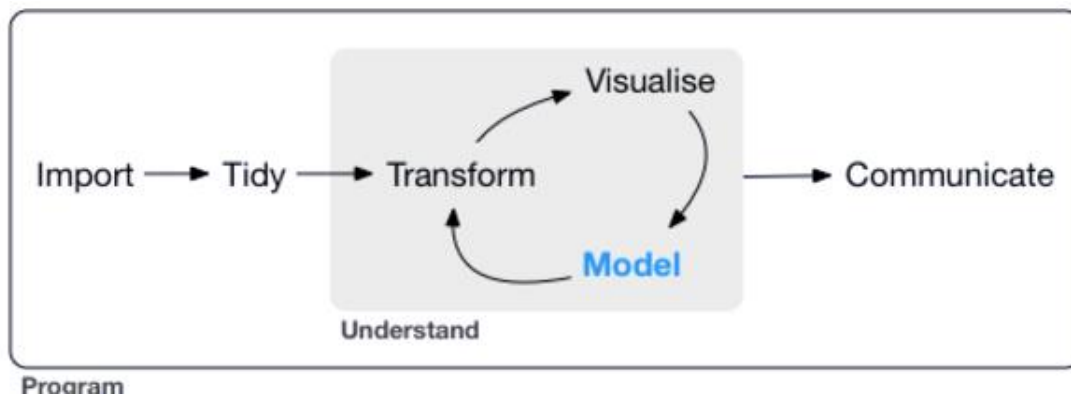 Visualise
Import Tidy Transform Communicate
Model
Understand
Program